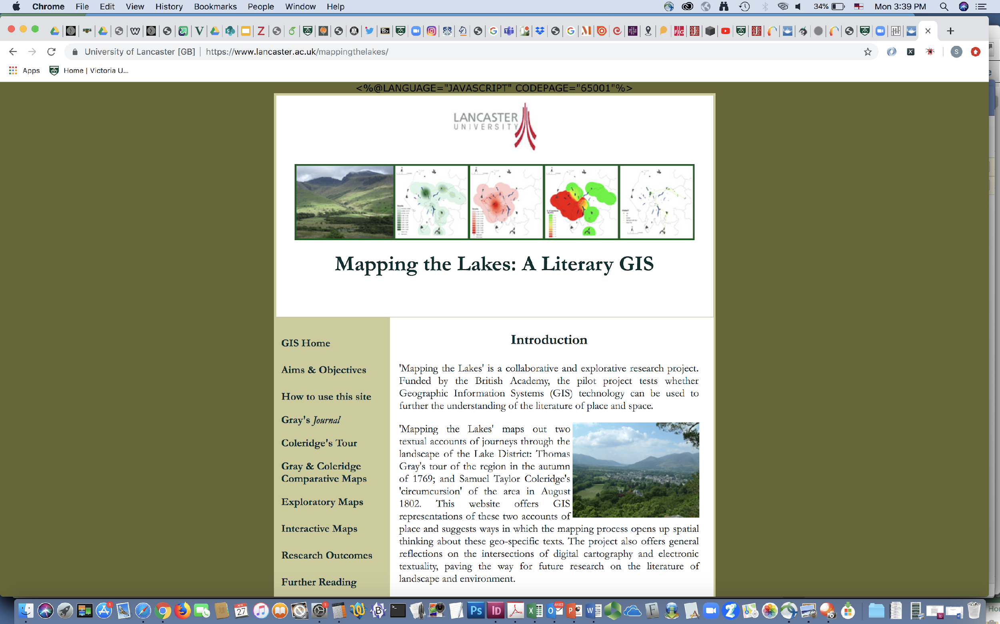 Chrome File Edit View History Bookmarks People Window Help 34% Mon 3:39 PM
University of Lancaster [GB] | https://www.lancaster.ac.uk/mappingthelakes/
Apps Home | Victoria U...
<%@LANGUAGE="JAVASCRIPT" CODEPAGE="65001"%>
LANCASTER
UNIVERSITY
Mapping the Lakes: A Literary GIS
GIS Home
Aims & Objectives
How to use this site
Gray's Journal
Coleridge's Tour
Gray & Coleridge
Comparative Maps
Exploratory Maps
Interactive Maps
Research Outcomes
Further Reading
Introduction
'Mapping the Lakes' is a collaborative and explorative research project.
Funded by the British Academy, the pilot project tests whether
Geographic Information Systems (GIS) technology can be used to
further the understanding of the literature of place and space.
'Mapping the Lakes' maps out two
textual accounts of journeys through the
landscape of the Lake District: Thomas
Gray's tour of the region in the autumn
of 1769; and Samuel Taylor Coleridge's
'circumcursion' of the area in August
1802. This website offers GIS
representations of these two accounts of
place and suggests ways in which the mapping process opens up spatial
thinking about these geo-specific texts. The project also offers general
reflections on the intersections of digital cartography and electronic
textuality, paving the way for future research on the literature of
landscape and environment.
APR
27
Ps
ID
4402